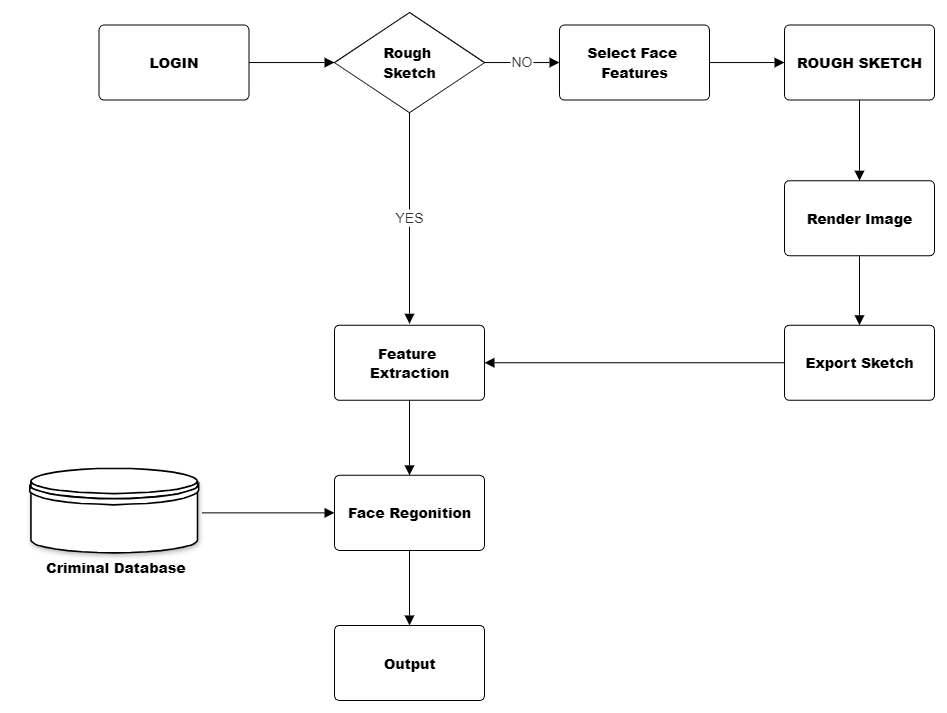 LOGIN
Rough
Sketch
NO
Select Face
Features
ROUGH SKETCH
YES
Render Image
Feature
Extraction
Export Sketch
Face Regonition
Criminal Database
Output